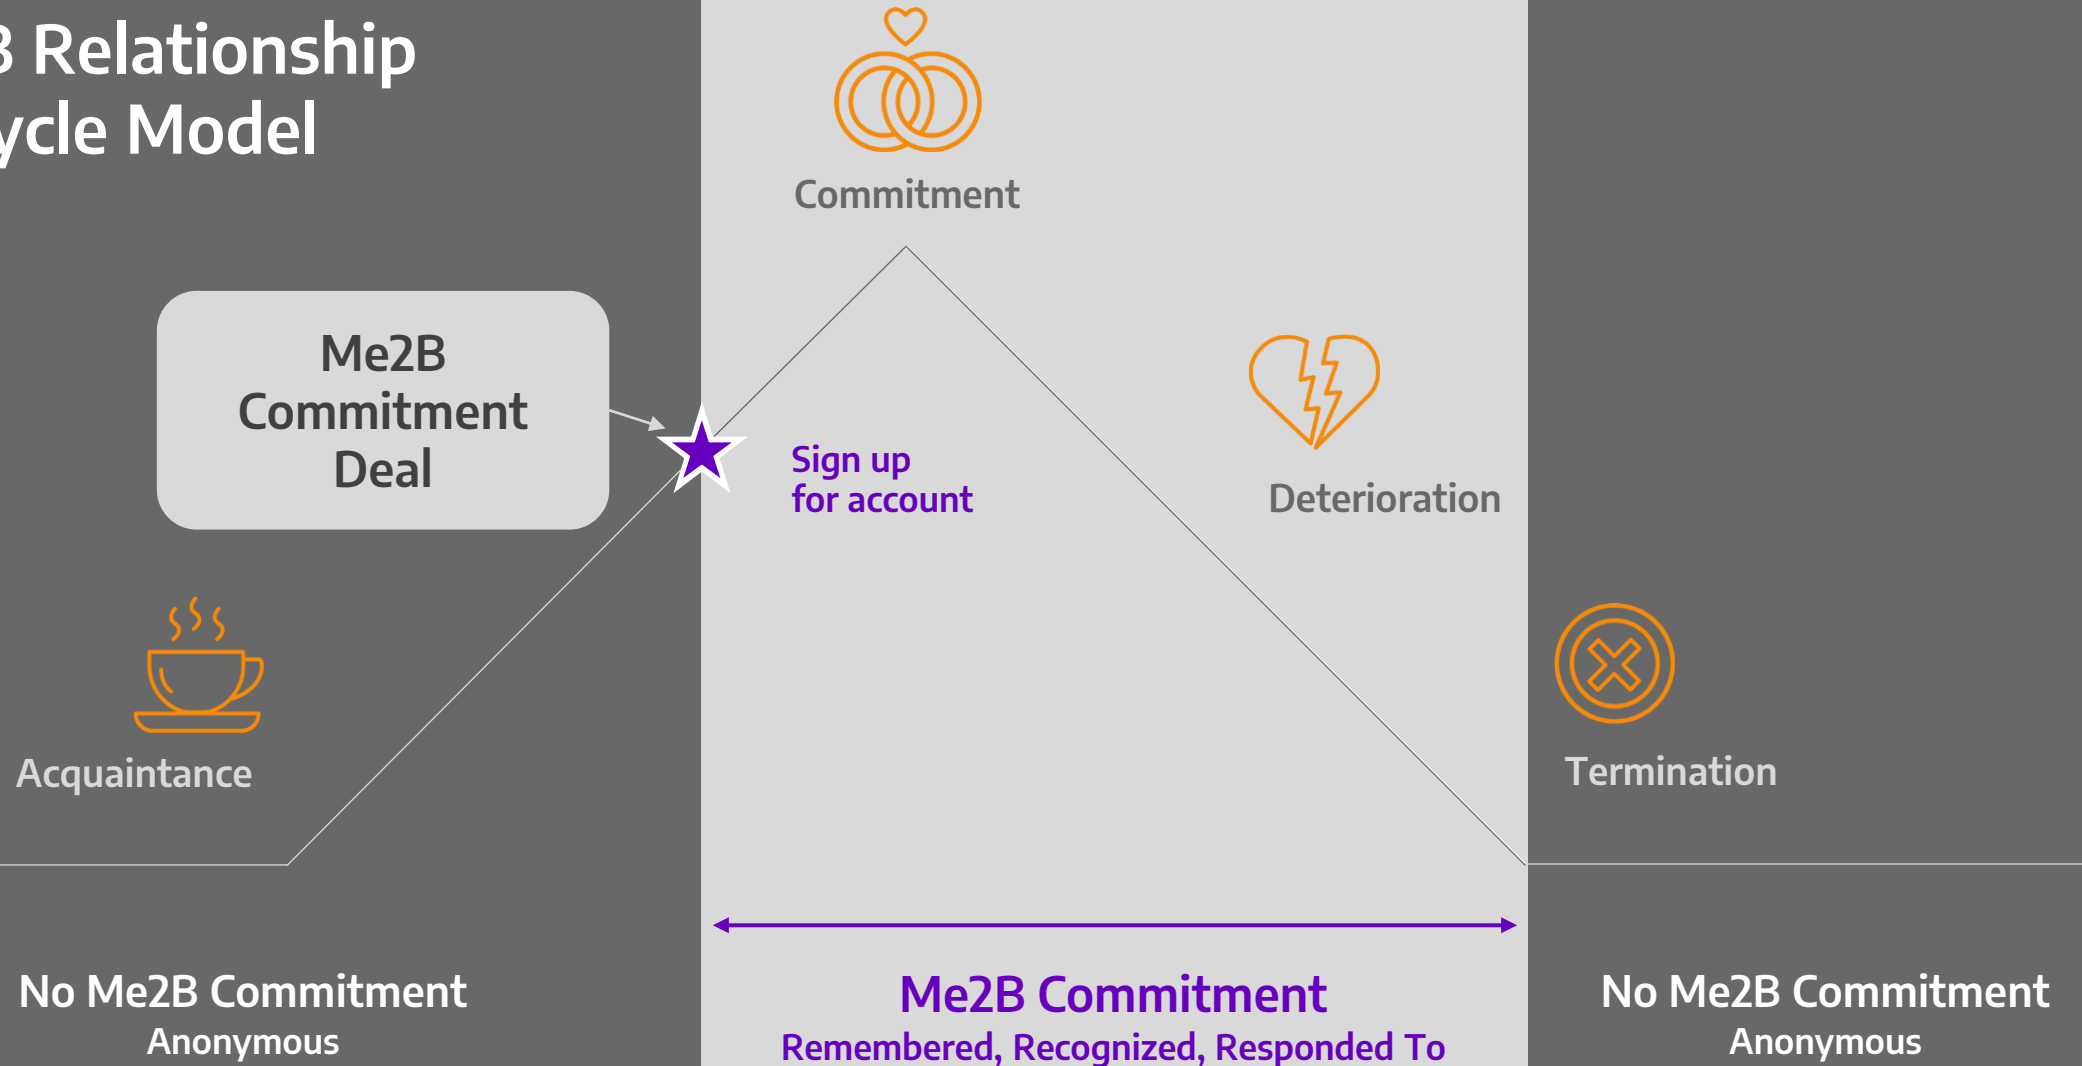 B Relationship
ycle Model
Commitment
Me2B
Commitment
Deal
Sign up
for account
Deterioration
Acquaintance
Termination
No Me2B Commitment
Anonymous
Me2B Commitment
Remembered, Recognized, Responded To
No Me2B Commitment
Anonymous